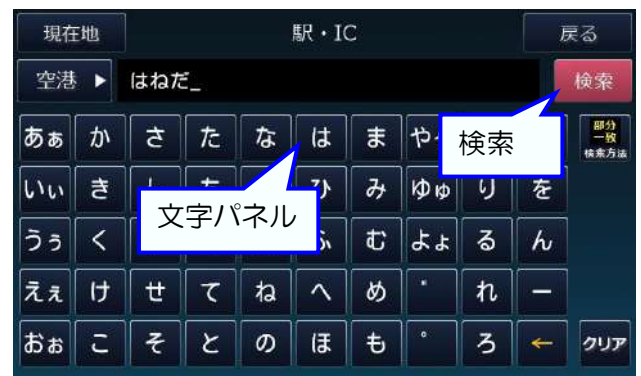 現在地 駅・IC 戻る
空港 ▶ はねだ_ 検索
あぁ か さ た な は ま や 検索 部分一致 検索方法
いぃ き ひ み ゆゅ り を
文字パネル
うぅ く む よょ る ん
ええ け せ て ね へ め ゛ れ ー
おぉ こ そ と の ほ も ゜ ろ ← クリア